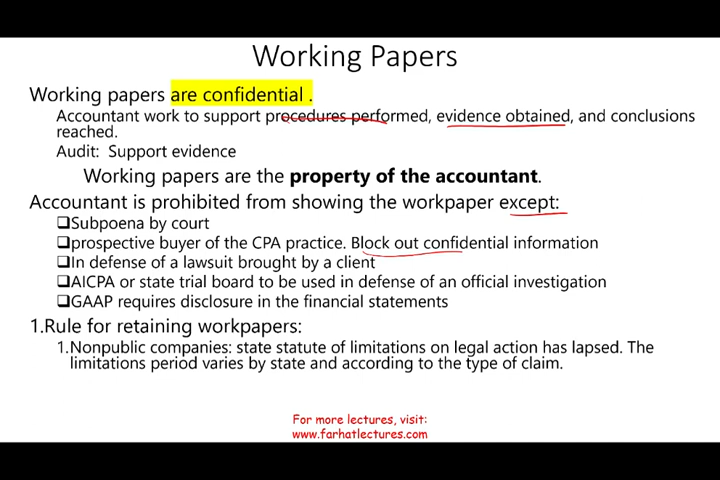 Working Papers
Working papers are confidential .
Accountant work to support procedures performed, evidence obtained, and conclusions
reached.
Audit: Support evidence
Working papers are the property of the accountant.
Accountant is prohibited from showing the workpaper except:
❑Subpoena by court
❑prospective buyer of the CPA practice. Block out confidential information
❑In defense of a lawsuit brought by a client
❑AICPA or state trial board to be used in defense of an official investigation
❑GAAP requires disclosure in the financial statements
1.Rule for retaining workpapers:
1.Nonpublic companies: state statute of limitations on legal action has lapsed. The
limitations period varies by state and according to the type of claim.
For more lectures, visit:
www.farhatlectures.com